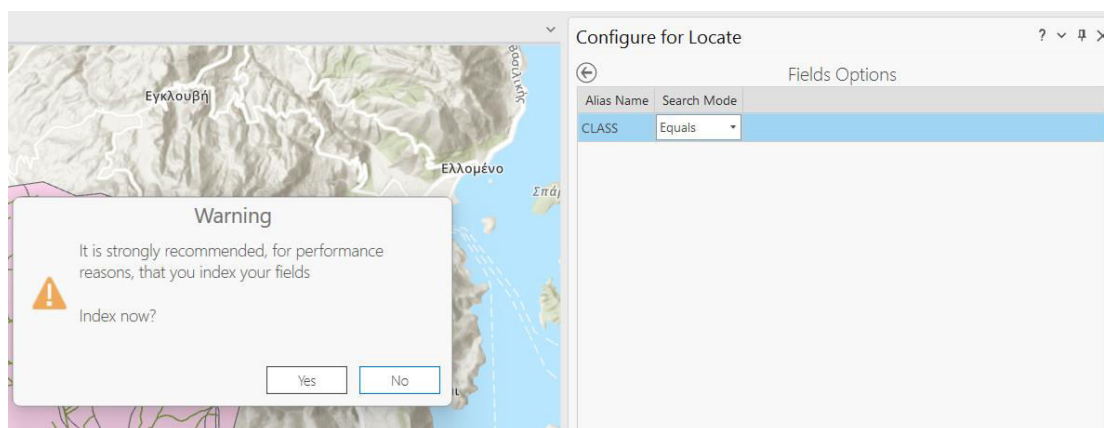 Configure for Locate
?
Fields Options
Alias Name Search Mode
CLASS Equals
Εγκλουβή
Βασιλικής
Ελλομένο
Warning
It is strongly recommended, for performance
reasons, that you index your fields
Index now?
Yes No